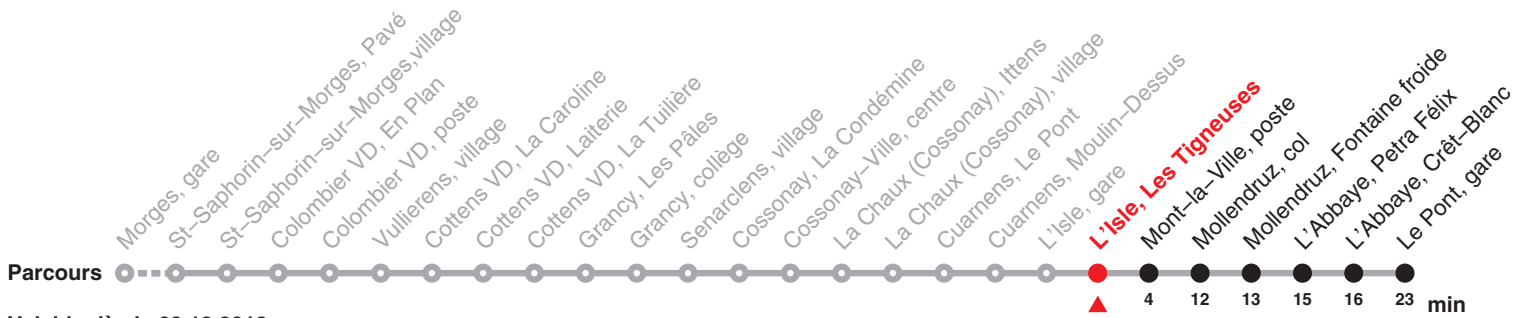 Morges, gare
St–Saphorin–sur–Morges, Pavé
St–Saphorin–sur–Morges,village
Colombier VD, En Plan
Colombier VD, poste
Vullierens, village
Cottens VD, La Caroline
Cottens VD, Laiterie
Cottens VD, La Tuilière
Grancy, Les Pâles
Grancy, collège
Senarclens, village
Cossonay, La Condémine
Cossonay–Ville, centre
La Chaux (Cossonay), Ittens
La Chaux (Cossonay), village
Cuarnens, Le Pont
Cuarnens, Moulin–Dessus
L'Isle, gare
L'Isle, Les Tigneuses
Mont–la–Ville, poste
Mollendruz, col
Mollendruz, Fontaine froide
L'Abbaye, Petra Félix
L'Abbaye, Crêt–Blanc
Le Pont, gare
Parcours
4 12 13 15 16 23 min